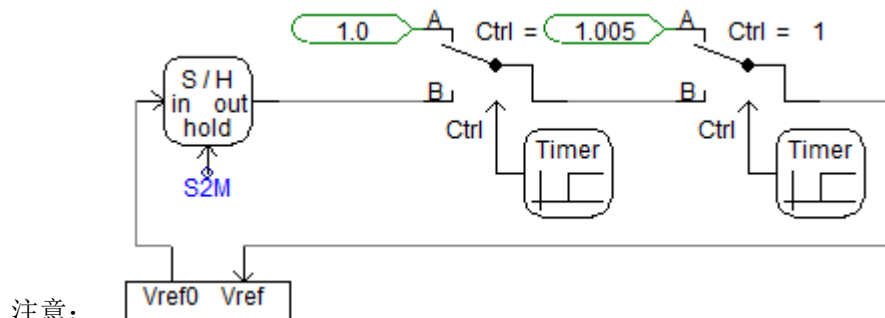 1.0 A Ctrl = 1.005 A Ctrl = 1
S / H
in out
hold
B B
Ctrl Ctrl
Timer Timer
S2M
注意： Vref0 Vref